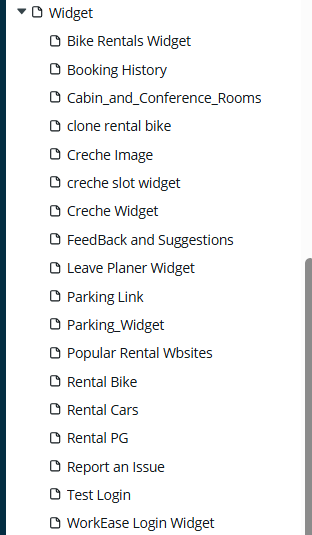 Widget
Bike Rentals Widget
Booking History
Cabin_and_Conference_Rooms
clone rental bike
Creche Image
creche slot widget
Creche Widget
FeedBack and Suggestions
Leave Planer Widget
Parking Link
Parking_Widget
Popular Rental Wbsites
Rental Bike
Rental Cars
Rental PG
Report an Issue
Test Login
WorkEase Login Widget